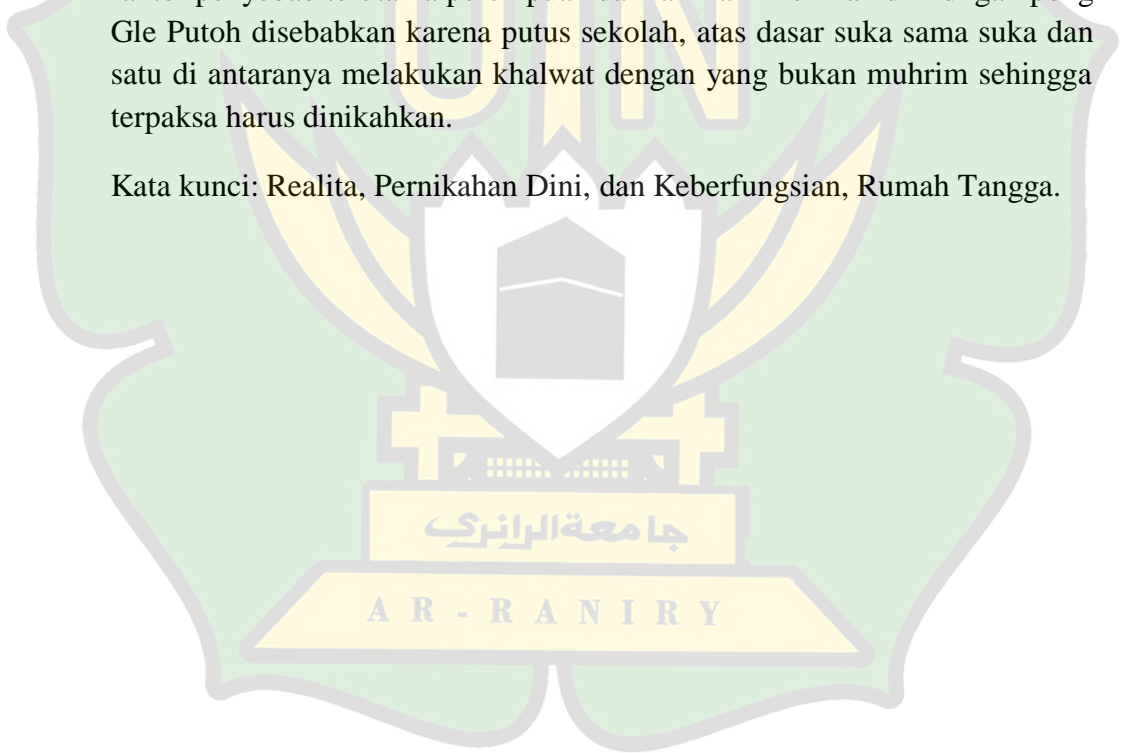 Gle Putoh disebabkan karena putus sekolah, atas dasar suka sama suka dan
satu di antaranya melakukan khalwat dengan yang bukan muhrim sehingga
terpaksa harus dinikahkan.
Kata kunci: Realita, Pernikahan Dini, dan Keberfungsian, Rumah Tangga.
UIN
جامعة الرانري
AR-RANIRY